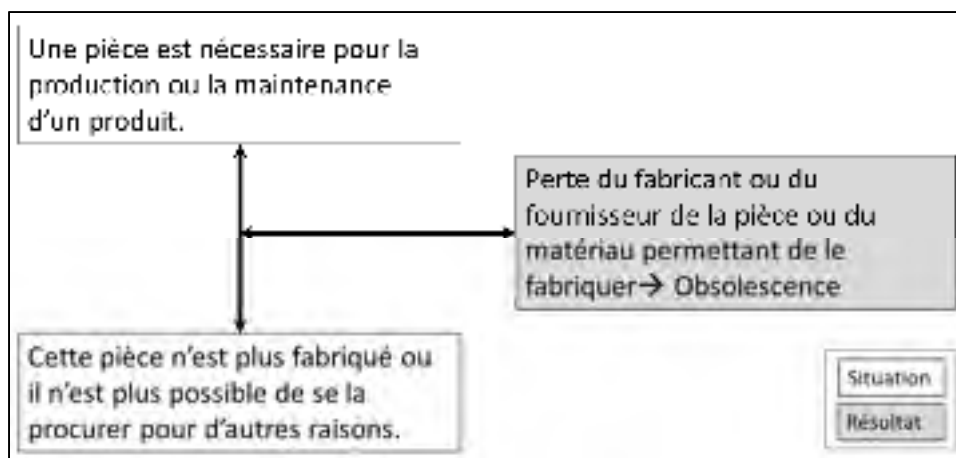 Une pièce est nécessaire pour la
production ou la maintenance
d'un produit.
Perte du fabricant ou du
fournisseur de la pièce ou du
matériau permettant de le
fabriquer→ Obsolescence
Cette pièce n'est plus fabriqué ou
il n'est plus possible de se la
procurer pour d'autres raisons.
Situation
Résultat